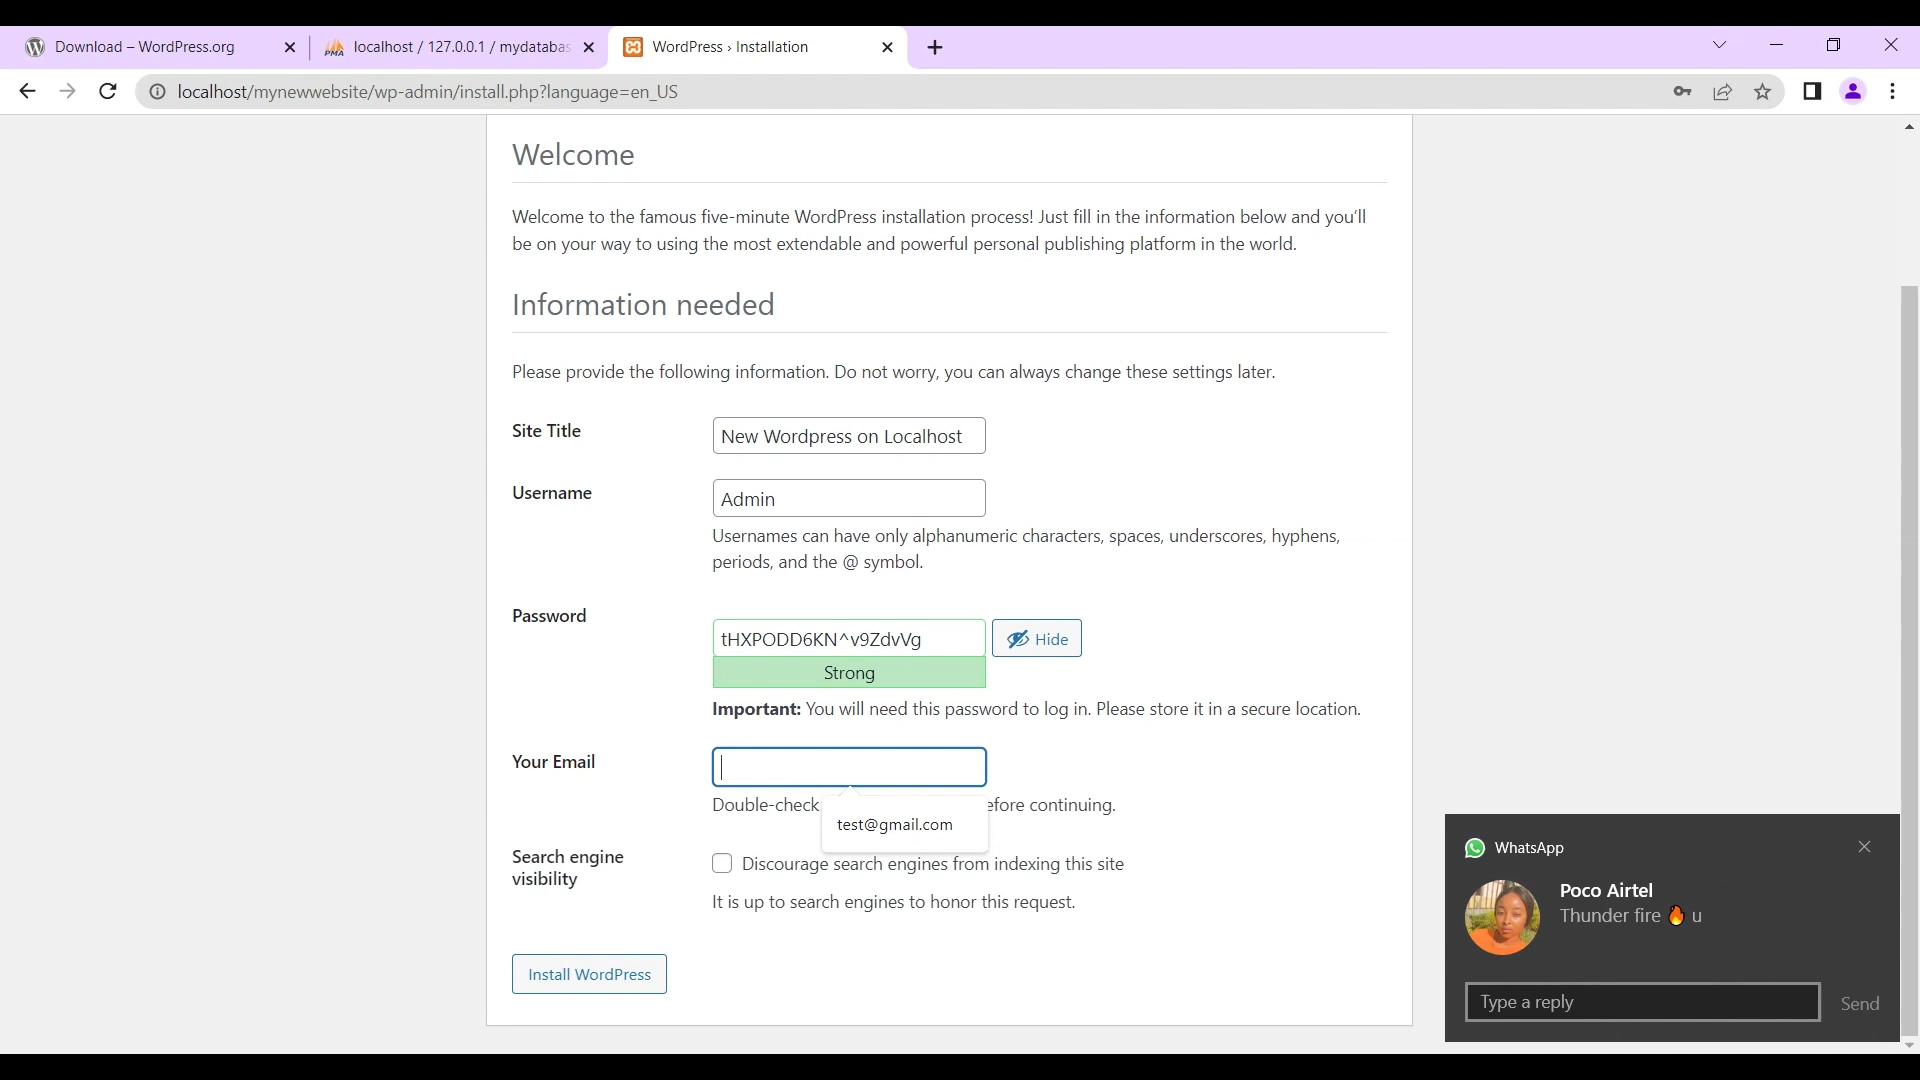 Download – WordPress.org
PMA
localhost / 127.0.0.1 / mydatabas
WordPress › Installation
localhost/mynewwebsite/wp-admin/install.php?language=en_US
Welcome
Welcome to the famous five-minute WordPress installation process! Just fill in the information below and you'll
be on your way to using the most extendable and powerful personal publishing platform in the world.
Information needed
Please provide the following information. Do not worry, you can always change these settings later.
Site Title
New Wordpress on Localhost
Username
Admin
Usernames can have only alphanumeric characters, spaces, underscores, hyphens,
periods, and the @ symbol.
Password
tHXPODD6KN^v9ZdvVg
Hide
Strong
Important: You will need this password to log in. Please store it in a secure location.
Your Email
Double-check efore continuing.
test@gmail.com
Search engine
visibility
Discourage search engines from indexing this site
It is up to search engines to honor this request.
Install WordPress
WhatsApp
Poco Airtel
Thunder fire 🔥 u
Type a reply
Send